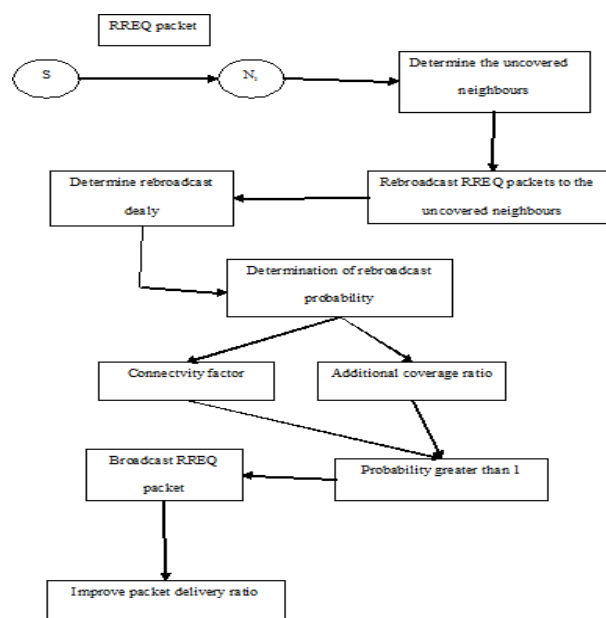 RREQ packet
S
Ni
Determine the uncovered
neighbours
Determine rebroadcast
dealy
Rebroadcast RREQ packets to the
uncovered neighbours
Determination of rebroadcast
probability
Connectvity factor
Additional coverage ratio
Broadcast RREQ
packet
Probability greater than 1
Improve packet delivery ratio